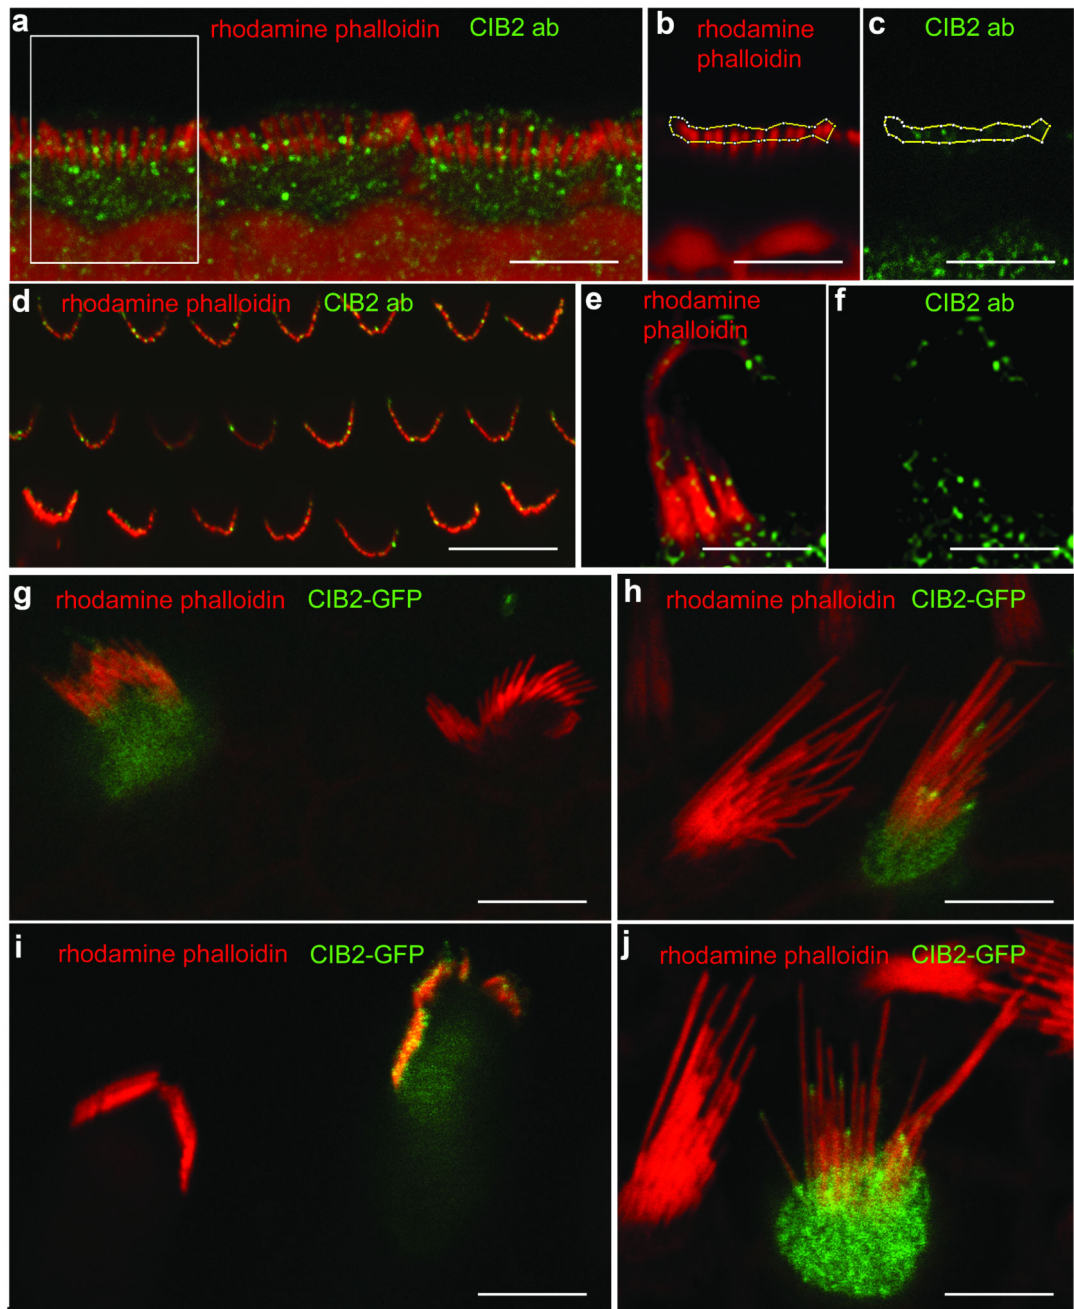 a rhodamine phalloidin CIB2 ab
b rhodamine
phalloidin
c CIB2 ab
d rhodamine phalloidin CIB2 ab
e rhodamine
phalloidin
f CIB2 ab
g rhodamine phalloidin CIB2-GFP
h rhodamine phalloidin CIB2-GFP
i rhodamine phalloidin CIB2-GFP
j rhodamine phalloidin CIB2-GFP